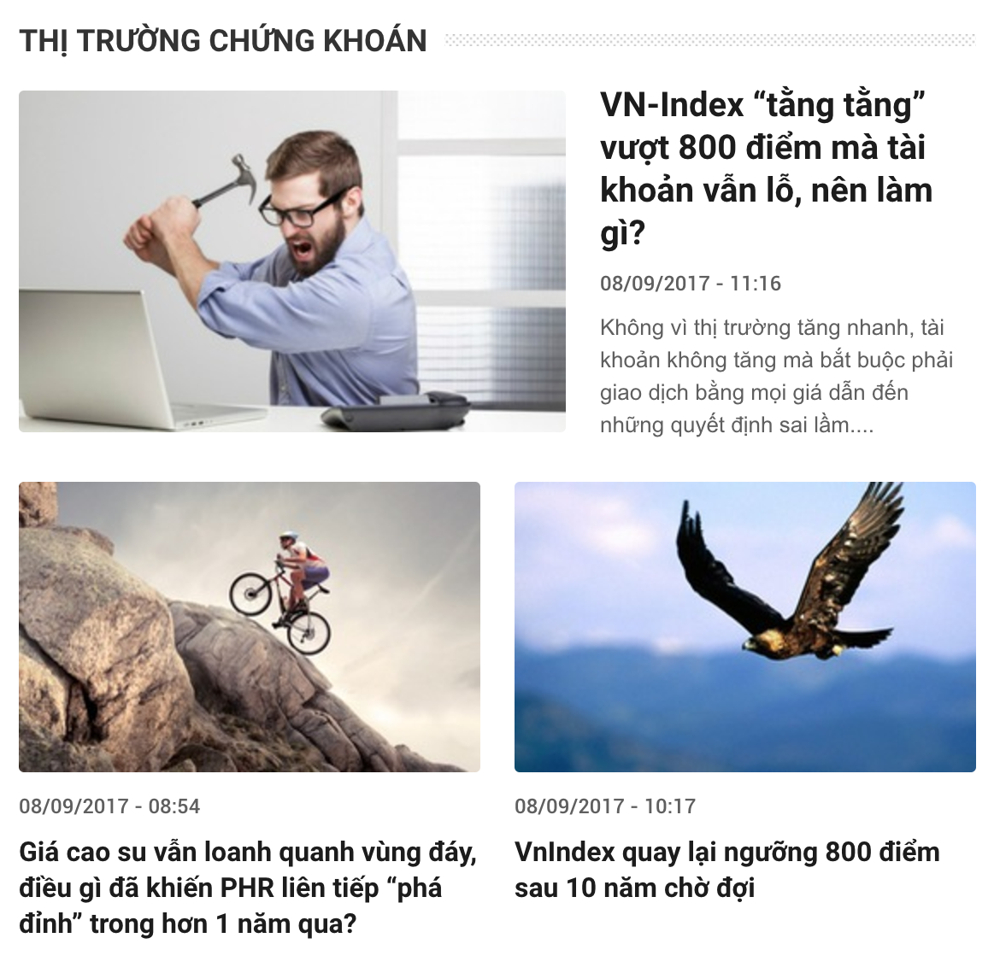 THỊ TRƯỜNG CHỨNG KHOÁN
VN-Index “tằng tằng”
vượt 800 điểm mà tài
khoản vẫn lỗ, nên làm
gì?
08/09/2017 - 11:16
Không vì thị trường tăng nhanh, tài
khoản không tăng mà bắt buộc phải
giao dịch bằng mọi giá dẫn đến
những quyết định sai lầm....
08/09/2017 - 08:54
Giá cao su vẫn loanh quanh vùng đáy,
điều gì đã khiến PHR liên tiếp “phá
đỉnh” trong hơn 1 năm qua?
08/09/2017 - 10:17
VnIndex quay lại ngưỡng 800 điểm
sau 10 năm chờ đợi